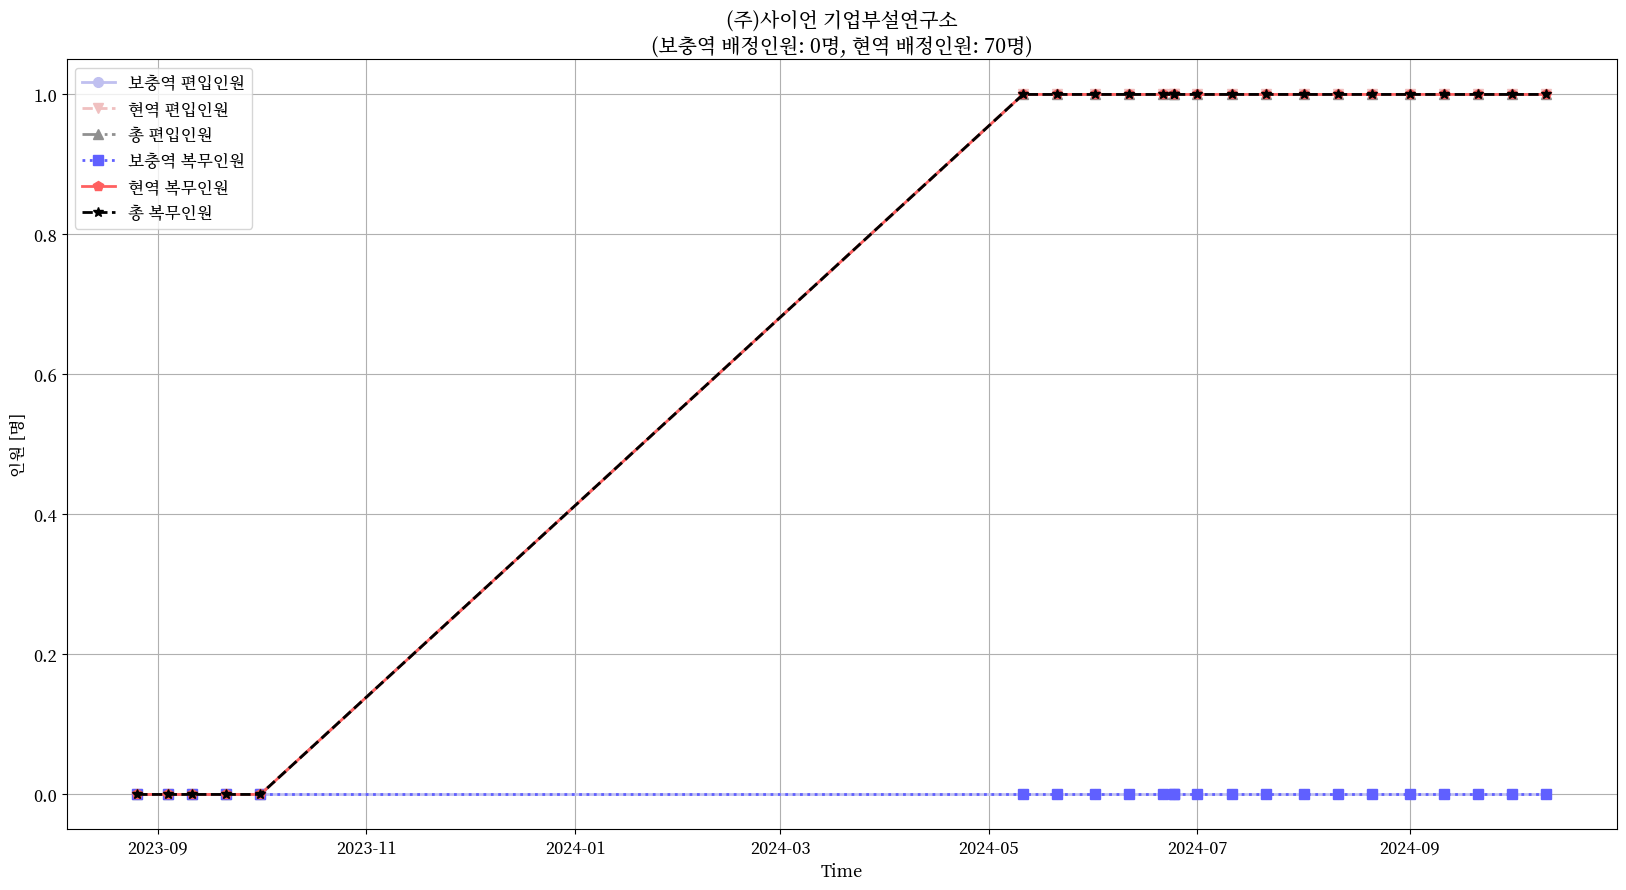 (주)사이언 기업부설연구소
(보충역 배정인원: 0명, 현역 배정인원: 70명)
보충역 편입인원
현역 편입인원
총 편입인원
보충역 복무인원
현역 복무인원
총 복무인원
1.0
0.8
0.6
0.4
0.2
0.0
인원 [명]
2023-09
2023-11
2024-01
2024-03
2024-05
2024-07
2024-09
Time